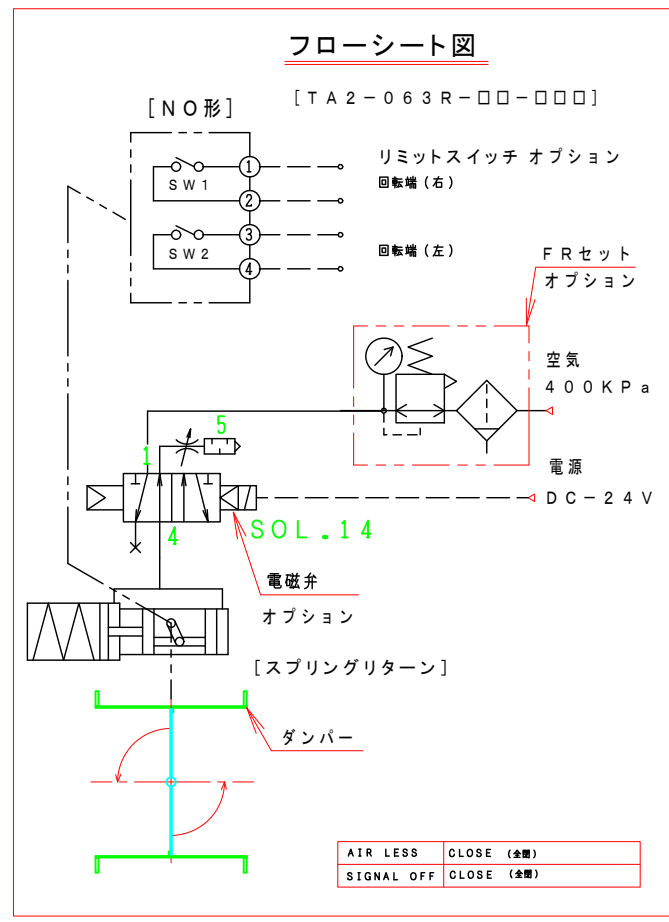 フローシート図
[NO形]
[TA2-063R-□□-□□□]
SW1
1
2
SW2
3
4
リミットスイッチ オプション
回転端(右)
回転端(左)
FRセット
オプション
空気
400KPa
電源
DC-24V
5
1
4
SOL.14
電磁弁
オプション
[スプリングリターン]
ダンパー
AIR LESS CLOSE (全閉)
SIGNAL OFF CLOSE (全閉)